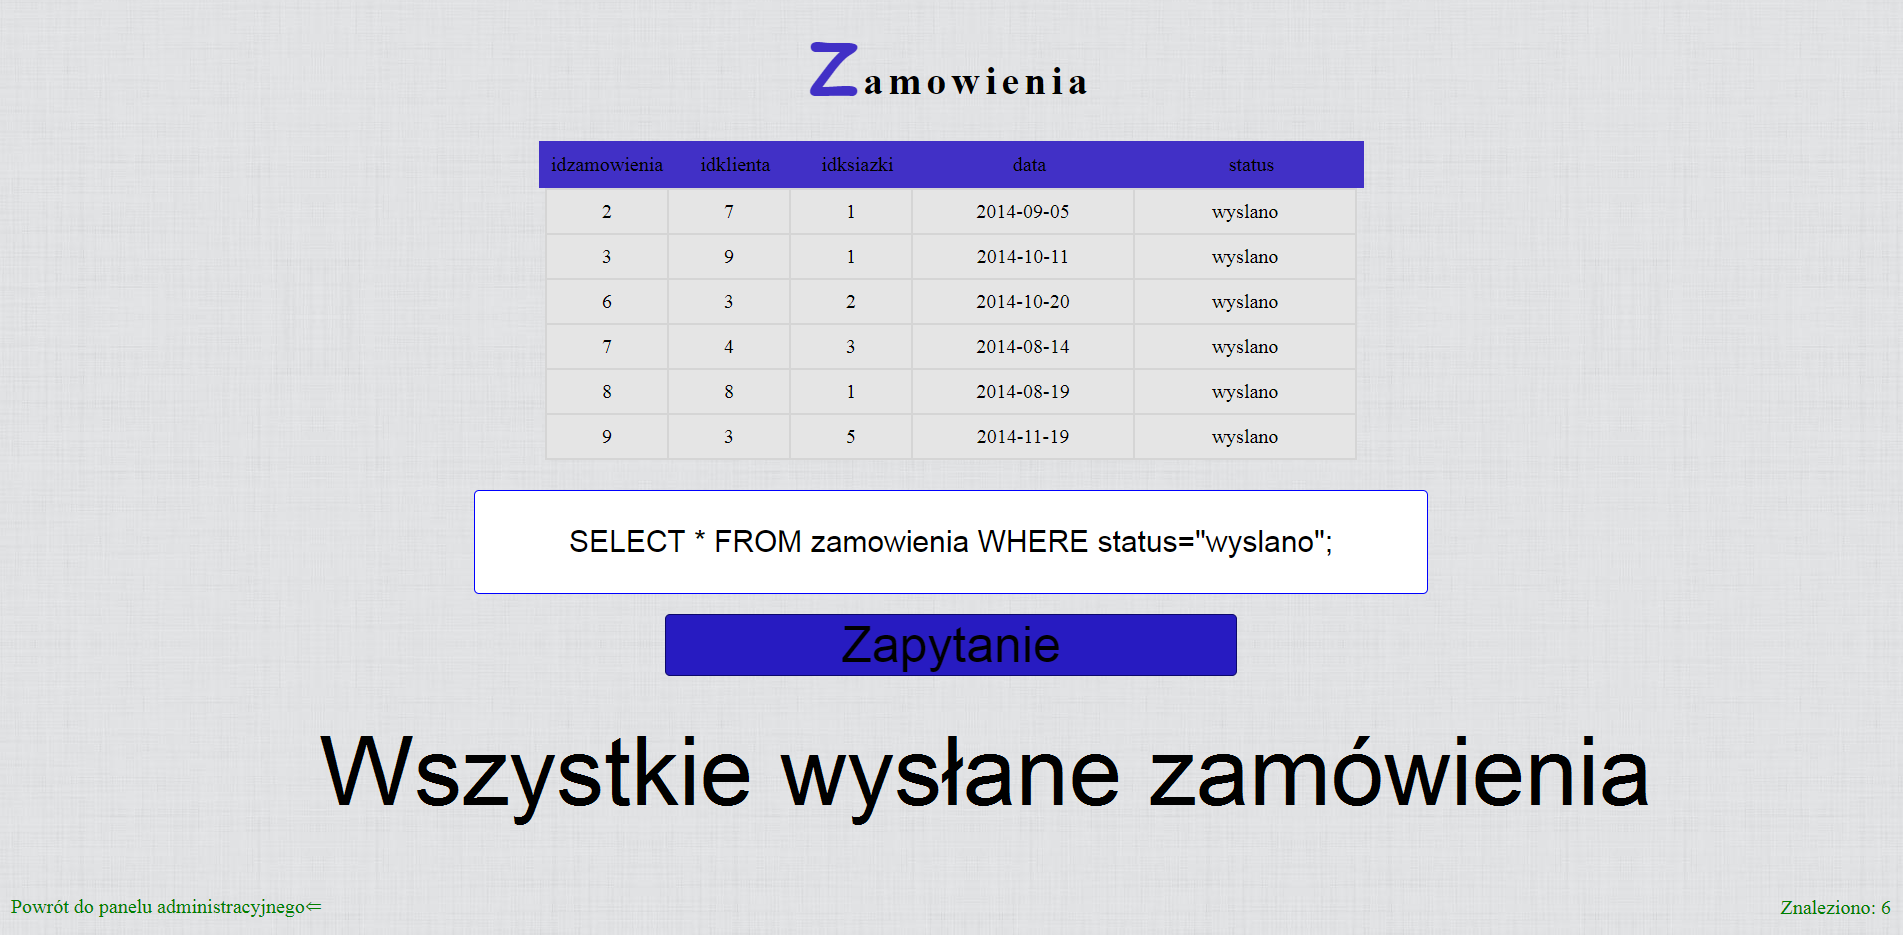 Zamowienia
idzamowienia idklienta idksiazki data status
2 7 1 2014-09-05 wyslano
3 9 1 2014-10-11 wyslano
6 3 2 2014-10-20 wyslano
7 4 3 2014-08-14 wyslano
8 8 1 2014-08-19 wyslano
9 3 5 2014-11-19 wyslano
SELECT * FROM zamowienia WHERE status="wyslano";
Zapytanie
Wszystkie wysłane zamówienia
Powrót do panelu administracyjnego⇐
Znaleziono: 6